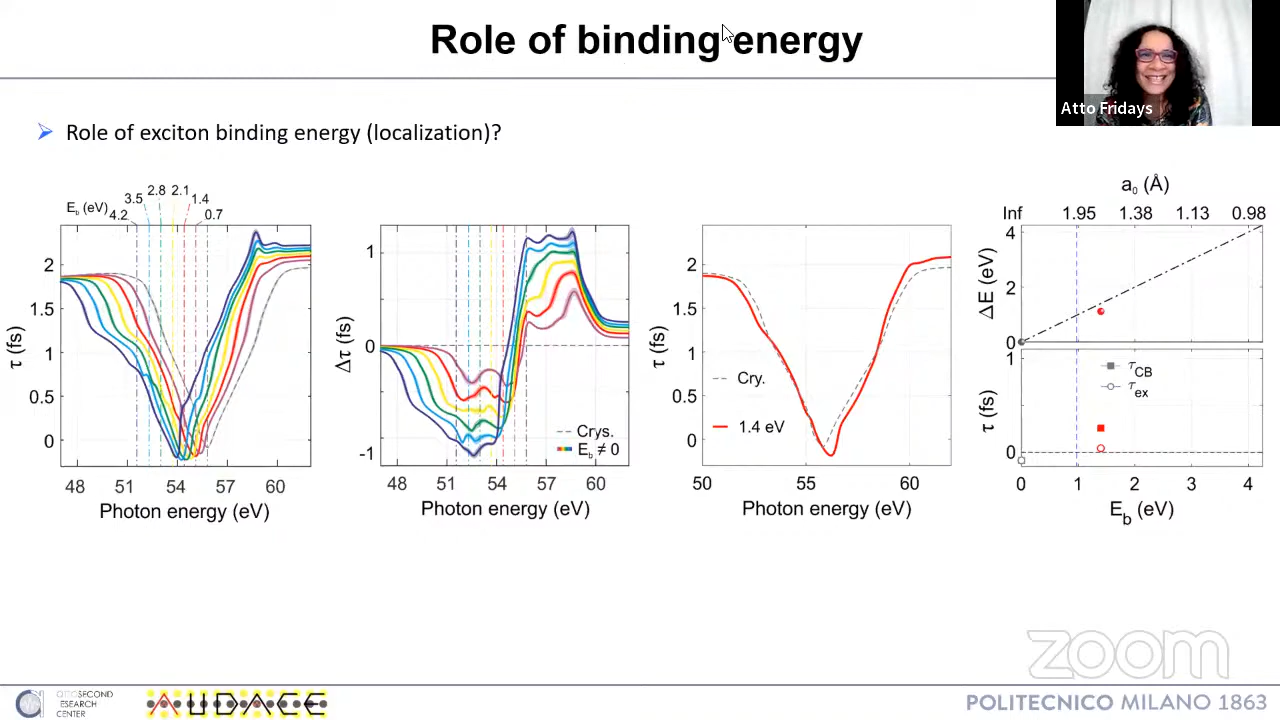 Role of binding energy
Atto Fridays
Role of exciton binding energy (localization)?
E_b (eV) 4.2 3.5 2.8 2.1 1.4 0.7
τ (fs)
2
1.5
1
0.5
0
48 51 54 57 60
Photon energy (eV)
Δτ (fs)
1
0
-1
Crys.
E_b ≠ 0
48 51 54 57 60
Photon energy (eV)
τ (fs)
2
1.5
1
0.5
0
Cry.
1.4 eV
50 55 60
Photon energy (eV)
a₀ (Å)
Inf 1.95 1.38 1.13 0.98
ΔE (eV)
4
2
0
τ (fs)
1
0
τ_CB
τ_ex
0 1 2 3 4
E_b (eV)
zoom
ATTOSECOND
RESEARCH
CENTER
AUDACE
POLITECNICO MILANO 1863